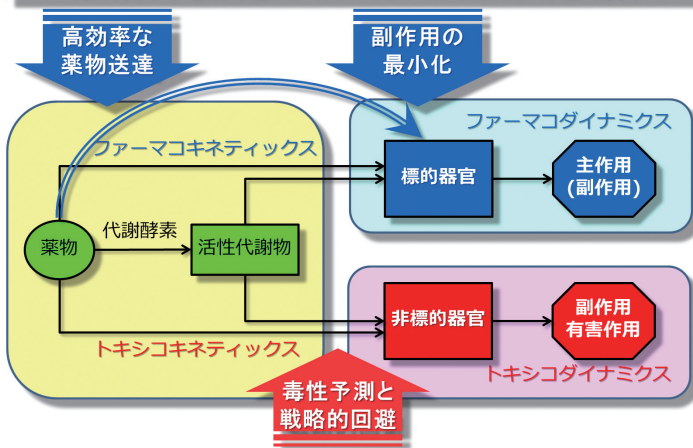 高効率な
薬物送達
副作用の
最小化
ファーマコキネティックス
ファーマコダイナミクス
標的器官
主作用
(副作用)
薬物
代謝酵素
活性代謝物
非標的器官
副作用
有害作用
トキシコキネティックス
トキシコダイナミクス
毒性予測と
戦略的回避